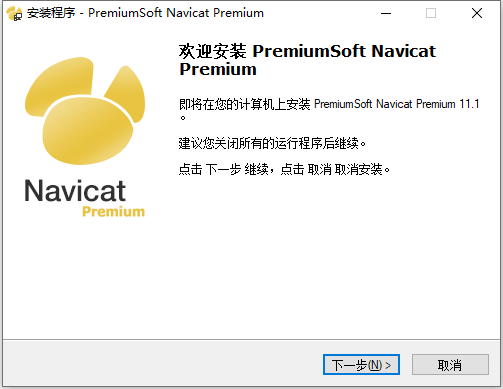 安装程序 - PremiumSoft Navicat Premium
欢迎安装 PremiumSoft Navicat
Premium
即将在您的计算机上安装 PremiumSoft Navicat Premium 11.1
。
建议您关闭所有的运行程序后继续。
点击 下一步 继续，点击 取消 取消安装。
Navicat
Premium
下一步(N) >
取消